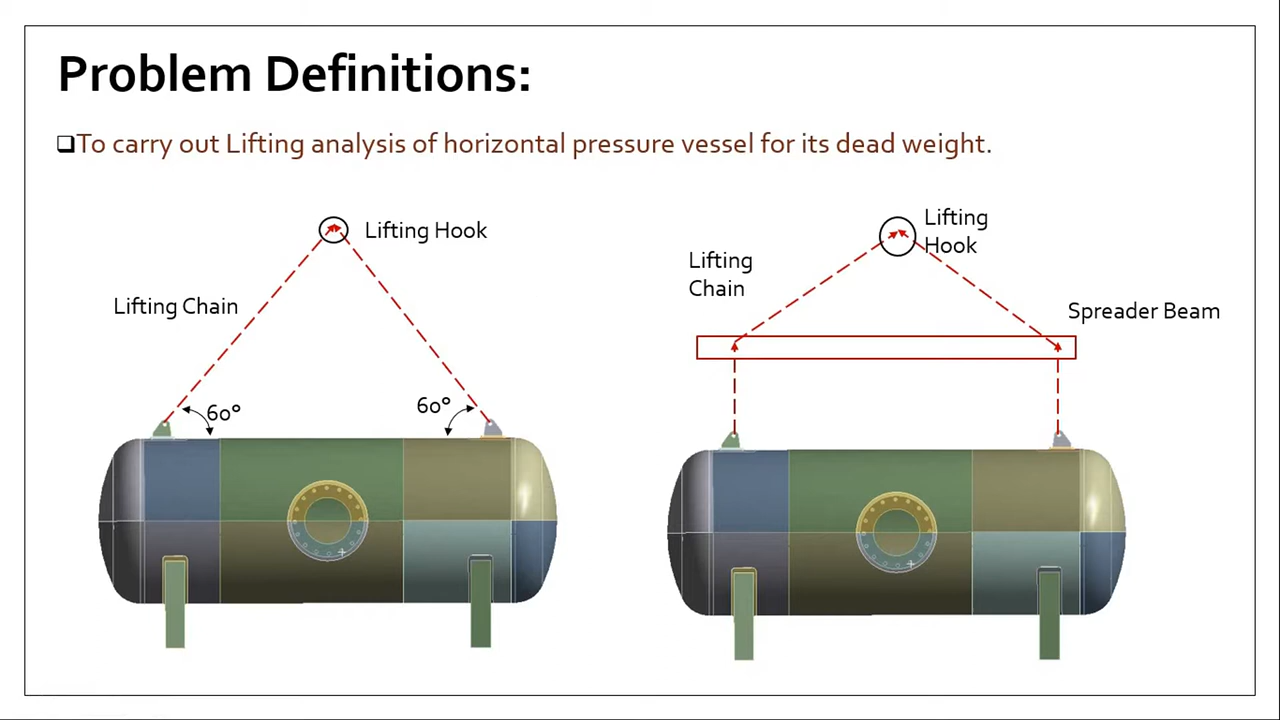 Problem Definitions:
To carry out Lifting analysis of horizontal pressure vessel for its dead weight.
Lifting Hook
Lifting Chain
60°
60°
Lifting
Hook
Lifting
Chain
Spreader Beam